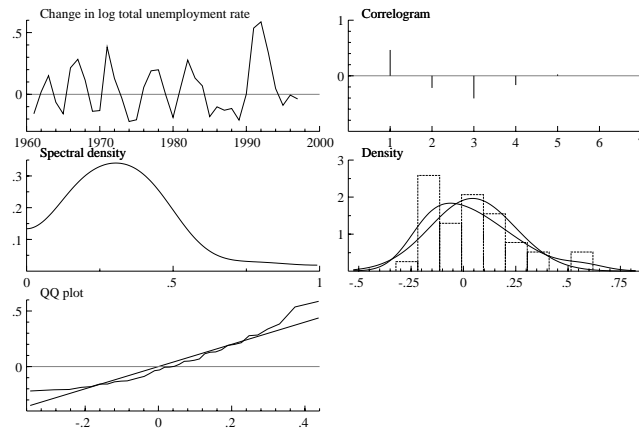 Change in log total unemployment rate
.5
0
1960 1970 1980 1990 2000
Correlogram
0
1 2 3 4 5 6 7
Spectral density
.3
.2
.1
0 .5 1
Density
3
2
1
-.5 -.25 0 .25 .5 .75
QQ plot
.5
0
-.2 0 .2 .4